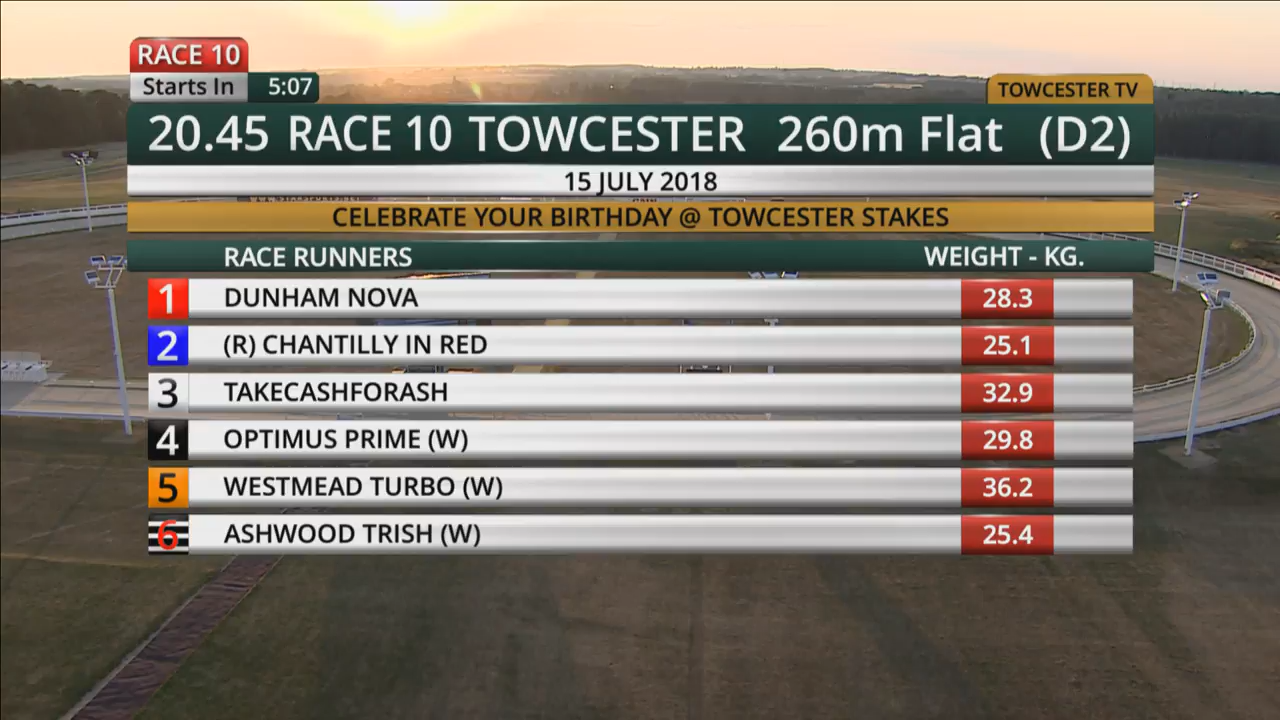 RACE 10
Starts In 5:07
TOWCESTER TV
20.45 RACE 10 TOWCESTER 260m Flat (D2)
15 JULY 2018
CELEBRATE YOUR BIRTHDAY @ TOWCESTER STAKES
RACE RUNNERS WEIGHT - KG.
1 DUNHAM NOVA 28.3
2 (R) CHANTILLY IN RED 25.1
3 TAKECASHFORASH 32.9
4 OPTIMUS PRIME (W) 29.8
5 WESTMEAD TURBO (W) 36.2
6 ASHWOOD TRISH (W) 25.4